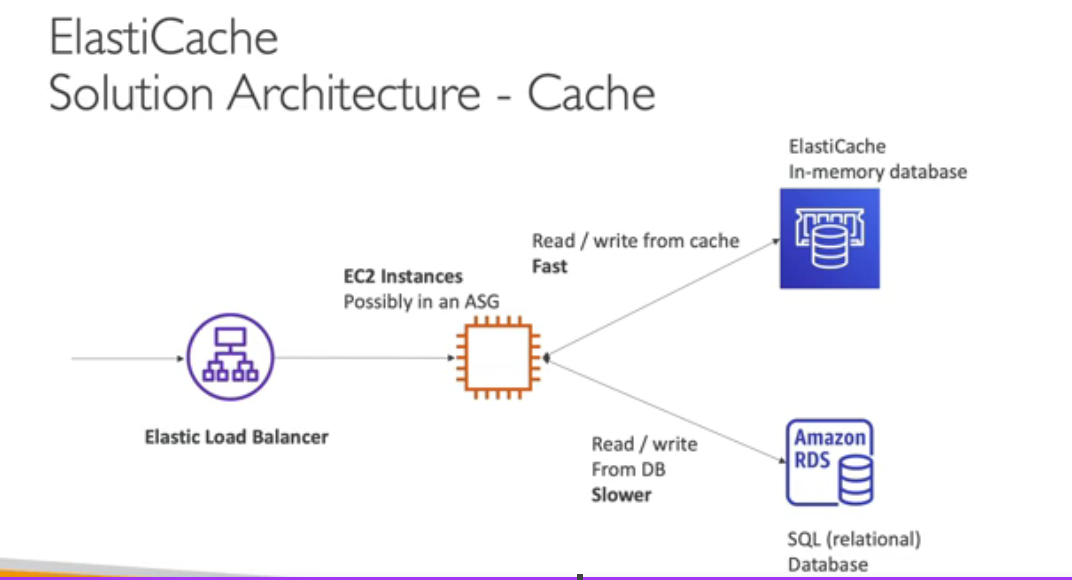 ElastiCache
Solution Architecture - Cache
ElastiCache
In-memory database
Read / write from cache
Fast
EC2 Instances
Possibly in an ASG
Elastic Load Balancer
Read / write
From DB
Slower
Amazon
RDS
SQL (relational)
Database